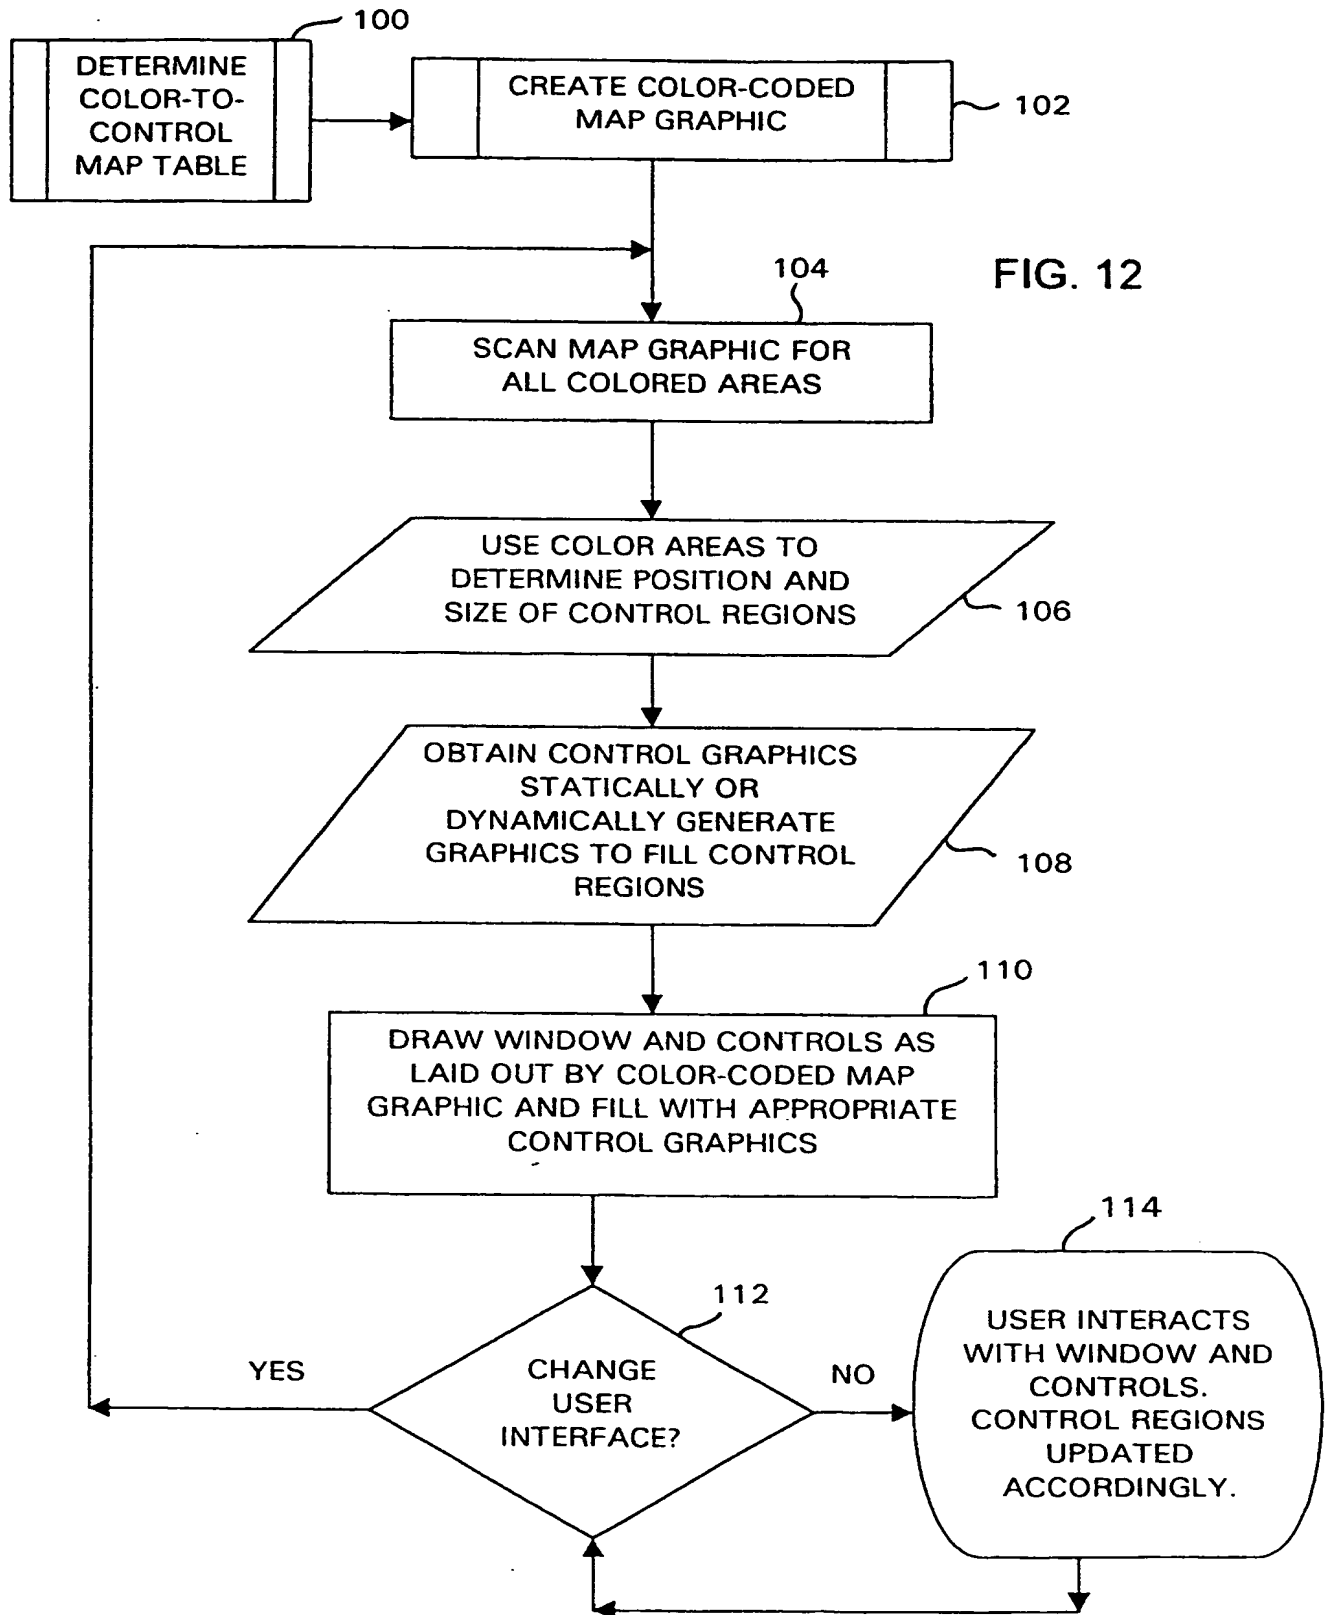 100
DETERMINE
COLOR-TO-
CONTROL
MAP TABLE
CREATE COLOR-CODED
MAP GRAPHIC
102
FIG. 12
104
SCAN MAP GRAPHIC FOR
ALL COLORED AREAS
USE COLOR AREAS TO
DETERMINE POSITION AND
SIZE OF CONTROL REGIONS
106
OBTAIN CONTROL GRAPHICS
STATICALLY OR
DYNAMICALLY GENERATE
GRAPHICS TO FILL CONTROL
REGIONS
108
110
DRAW WINDOW AND CONTROLS AS
LAID OUT BY COLOR-CODED MAP
GRAPHIC AND FILL WITH APPROPRIATE
CONTROL GRAPHICS
112
CHANGE
USER
INTERFACE?
YES
NO
114
USER INTERACTS
WITH WINDOW AND
CONTROLS.
CONTROL REGIONS
UPDATED
ACCORDINGLY.